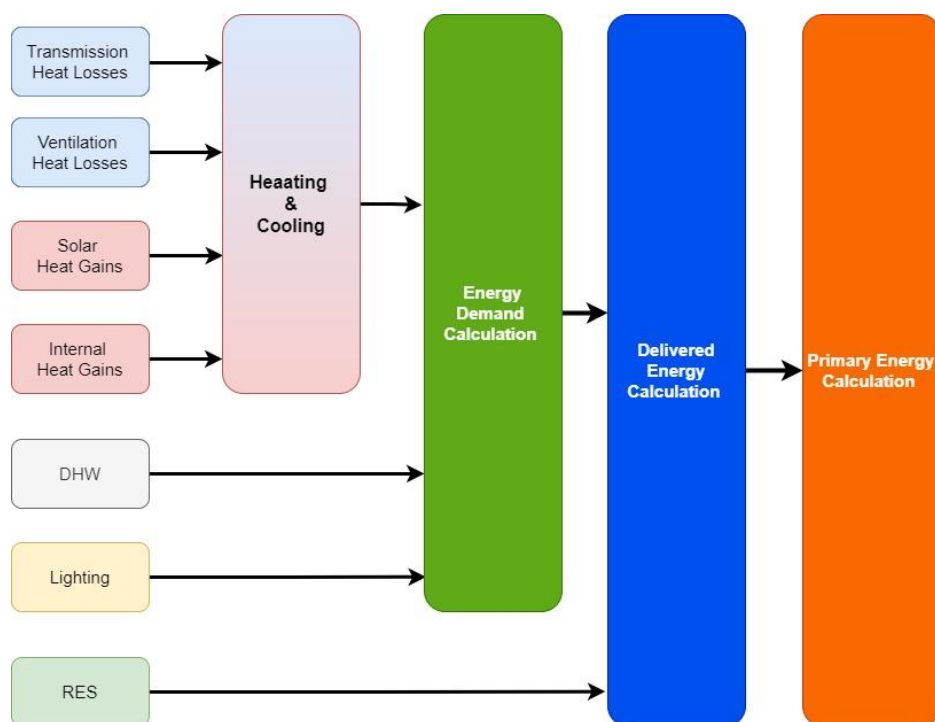 Transmission
Heat Losses
Ventilation
Heat Losses
Solar
Heat Gains
Internal
Heat Gains
DHW
Lighting
RES
Heaating
&
Cooling
Energy
Demand
Calculation
Delivered
Energy
Calculation
Primary Energy
Calculation